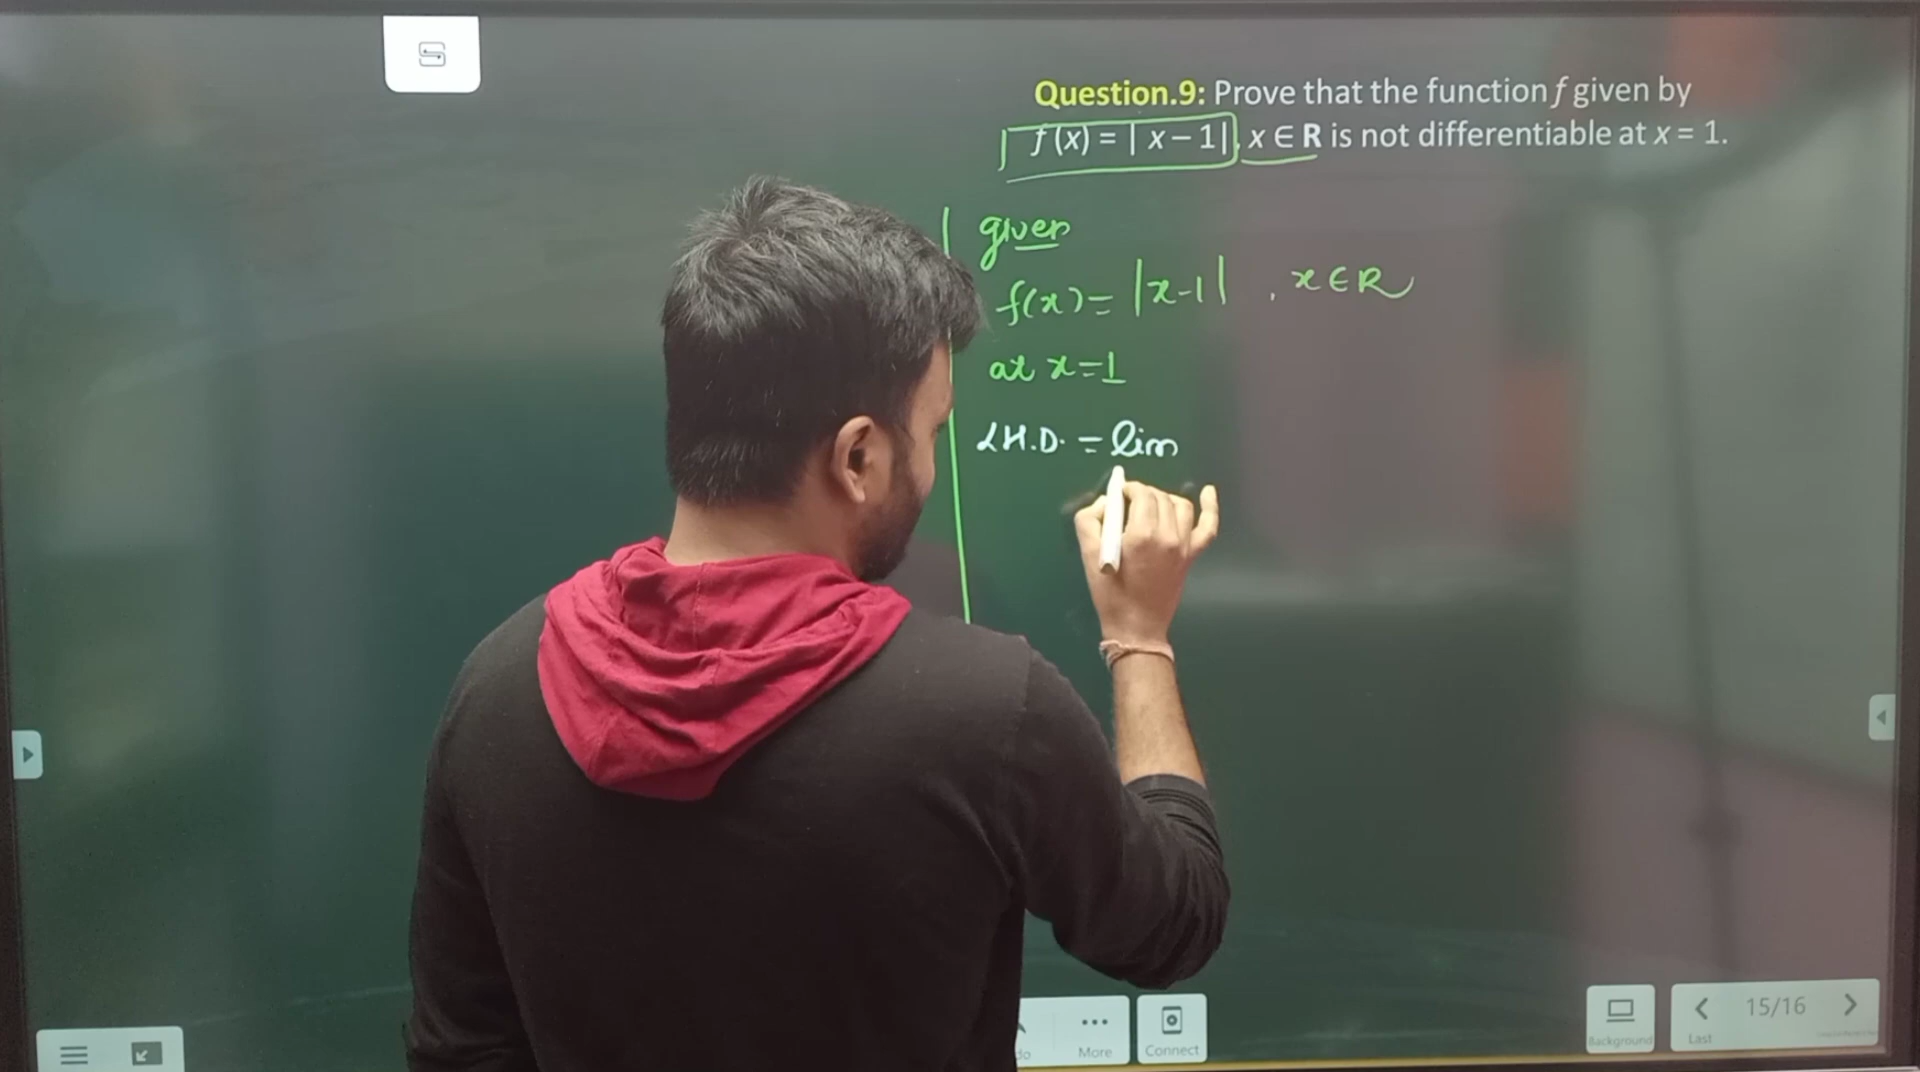 Question.9: Prove that the function f given by
f (x) = | x – 1|, x ∈ R is not differentiable at x = 1.
given
f(x) = |x-1| , x ∈ R
at x=1
LH.D. = lim
More
Connect
Background
Last
15/16